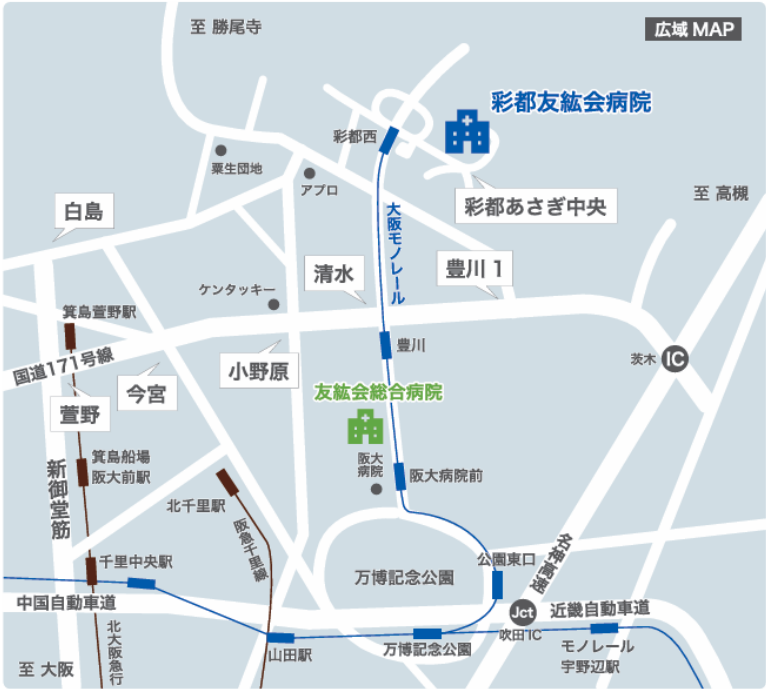 至 勝尾寺
広域 MAP
彩都友紘会病院
彩都西
粟生団地
アプロ
至 高槻
白島
彩都あさぎ中央
大阪モノレール
清水
豊川 1
ケンタッキー
箕島萱野駅
豊川
茨木
IC
国道171号線
小野原
今宮
友紘会総合病院
萱野
箕島船場
阪大前駅
阪大
病院
阪大病院前
新御堂筋
北千里駅
阪急千里線
名神高速
公園東口
千里中央駅
万博記念公園
中国自動車道
Jct
近畿自動車道
吹田 IC
北大阪急行
山田駅
万博記念公園
モノレール
宇野辺駅
至 大阪